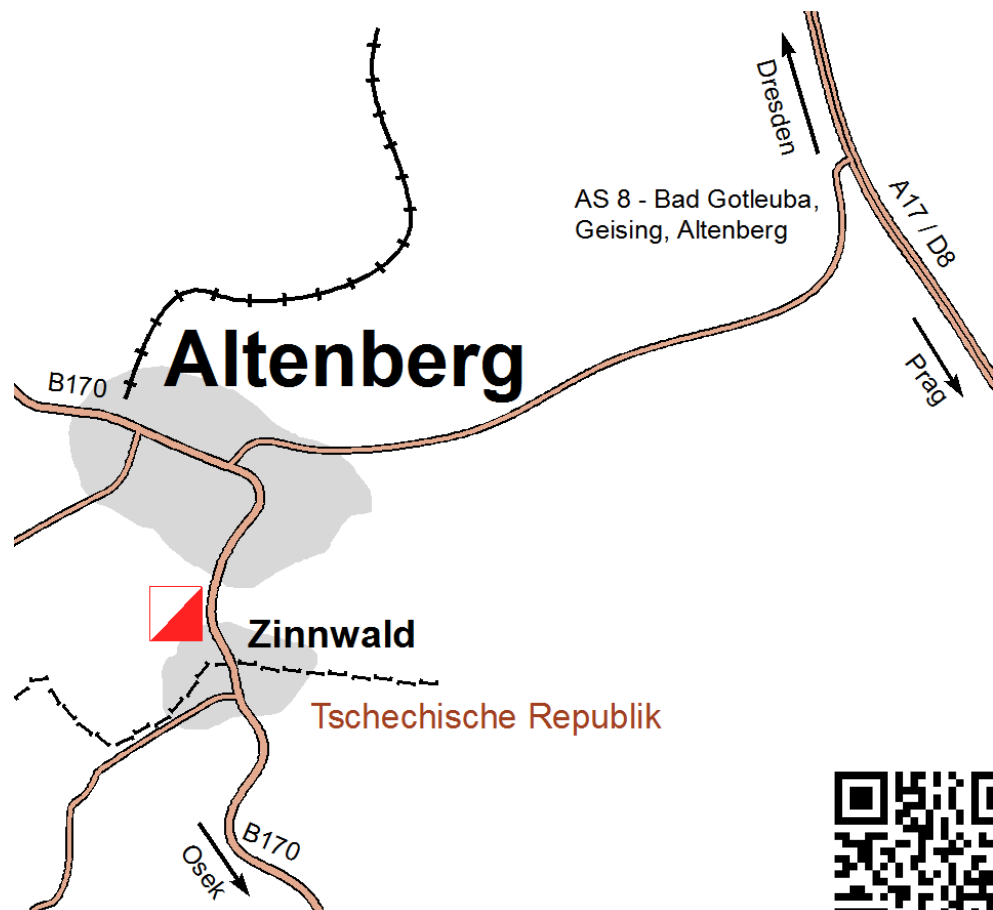 Dresden
AS 8 - Bad Gotleuba,
Geising, Altenberg
A17 / D8
Altenberg
Prag
B170
Zinnwald
Tschechische Republik
B170
Osek